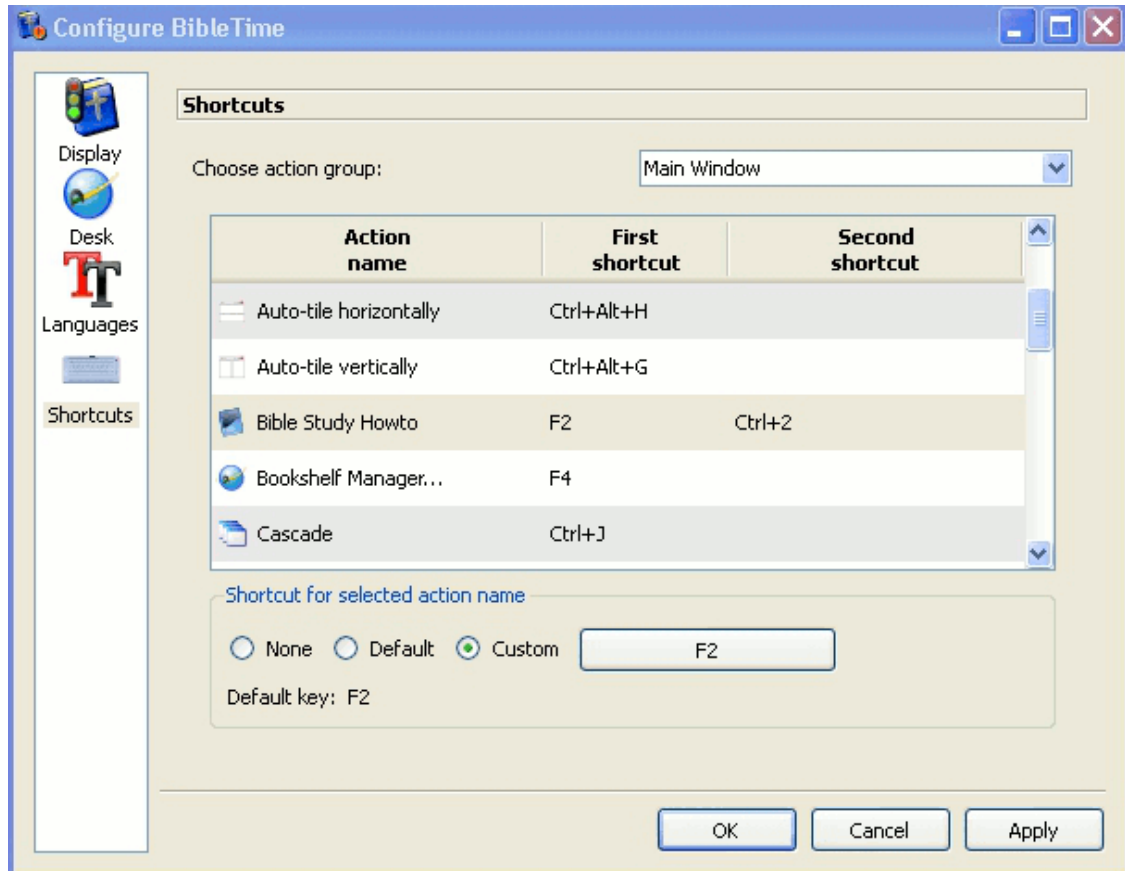 Configure BibleTime
Display
Desk
Languages
Shortcuts
Shortcuts
Choose action group: Main Window
Action name First shortcut Second shortcut
Auto-tile horizontally Ctrl+Alt+H
Auto-tile vertically Ctrl+Alt+G
Bible Study Howto F2 Ctrl+2
Bookshelf Manager... F4
Cascade Ctrl+J
Shortcut for selected action name
None Default Custom F2
Default key: F2
OK Cancel Apply